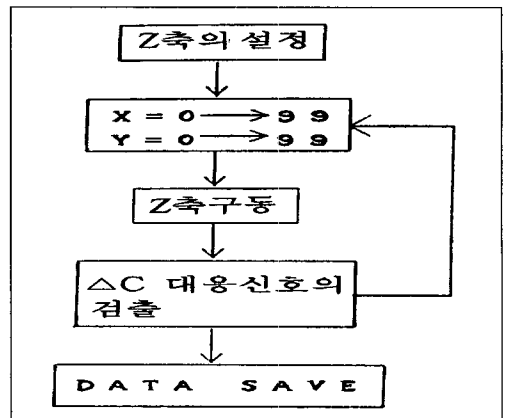 Z축의 설정
X = 0 → 99
Y = 0 → 99
Z축구동
△C 대응신호의
검출
DATA SAVE